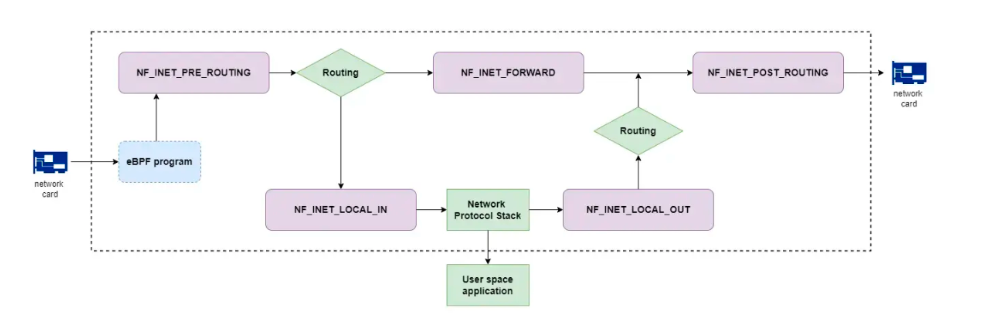 NF_INET_PRE_ROUTING
Routing
NF_INET_FORWARD
NF_INET_POST_ROUTING
network
card
Routing
eBPF program
network
card
NF_INET_LOCAL_IN
Network
Protocol Stack
NF_INET_LOCAL_OUT
User space
application